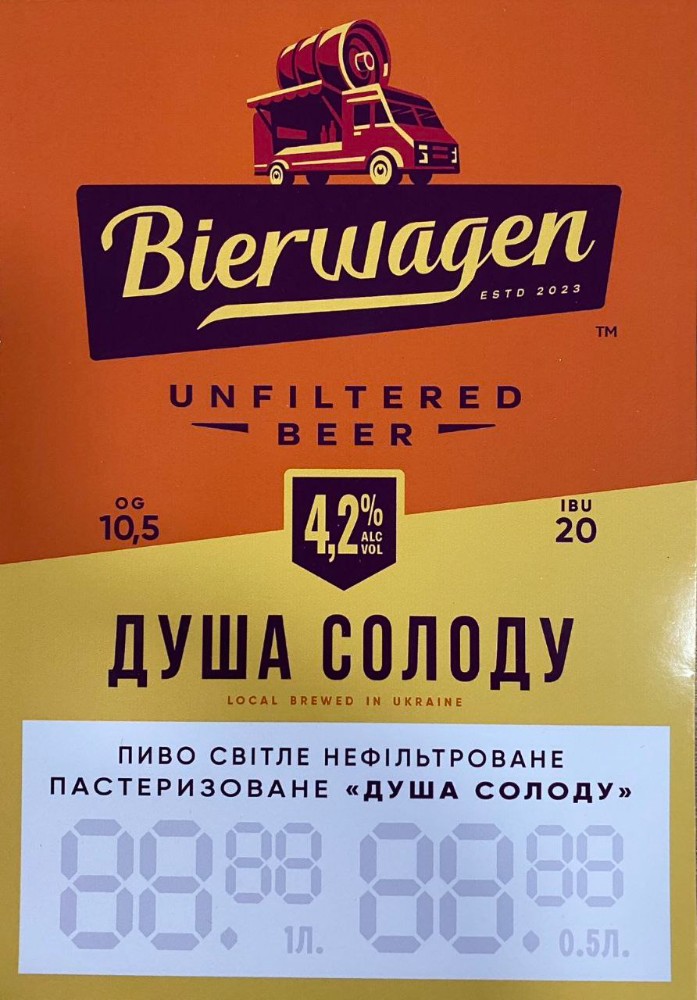 Bierwagen
ESTD 2023
TM
UNFILTERED
BEER
OG
10,5
4,2%
ALC
VOL
IBU
20
ДУША СОЛОДУ
LOCAL BREWED IN UKRAINE
ПИВО СВІТЛЕ НЕФІЛЬТРОВАНЕ
ПАСТЕРИЗОВАНЕ «ДУША СОЛОДУ»
88.88 1Л. 88.88 0.5Л.